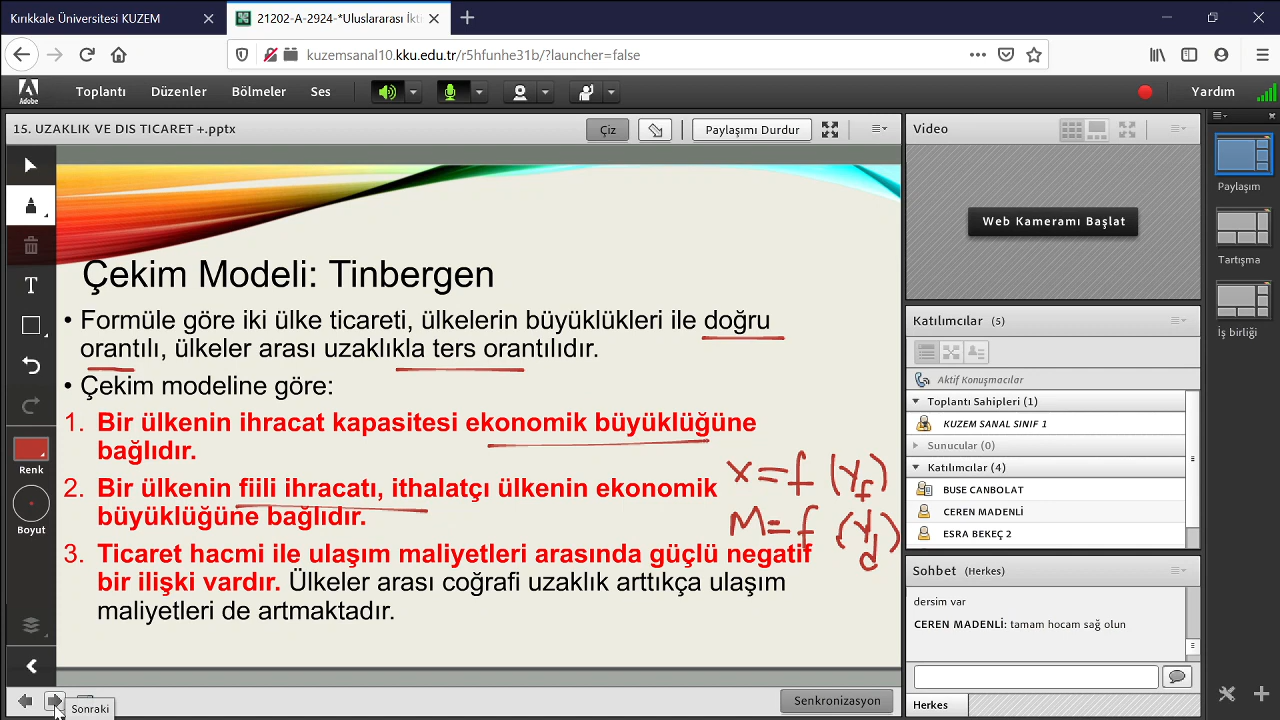 Kırıkkale Üniversitesi KUZEM
21202-A-2924-*Uluslararası İkti
kuzemsanal10.kku.edu.tr/r5hfunhe31b/?launcher=false
Adobe
Toplantı Düzenler Bölmeler Ses Yardım
15. UZAKLIK VE DIS TICARET +.pptx
Çiz
Paylaşımı Durdur
Çekim Modeli: Tinbergen
• Formüle göre iki ülke ticareti, ülkelerin büyüklükleri ile doğru
orantılı, ülkeler arası uzaklıkla ters orantılıdır.
• Çekim modeline göre:
1. Bir ülkenin ihracat kapasitesi ekonomik büyüklüğüne
bağlıdır.
2. Bir ülkenin fiili ihracatı, ithalatçı ülkenin ekonomik
büyüklüğüne bağlıdır.
3. Ticaret hacmi ile ulaşım maliyetleri arasında güçlü negatif
bir ilişki vardır. Ülkeler arası coğrafi uzaklık arttıkça ulaşım
maliyetleri de artmaktadır.
x = f (Yf)
M = f (Yd)
T
Renk
Boyut
Sonraki
Senkronizasyon
Video
Web Kameramı Başlat
Katılımcılar (5)
Aktif Konuşmacılar
Toplantı Sahipleri (1)
KUZEM SANAL SINIF 1
Sunucular (0)
Katılımcılar (4)
BUSE CANBOLAT
CEREN MADENLİ
ESRA BEKEÇ 2
Sohbet (Herkes)
dersim var
CEREN MADENLİ: tamam hocam sağ olun
Herkes
Paylaşım
Tartışma
İş birliği